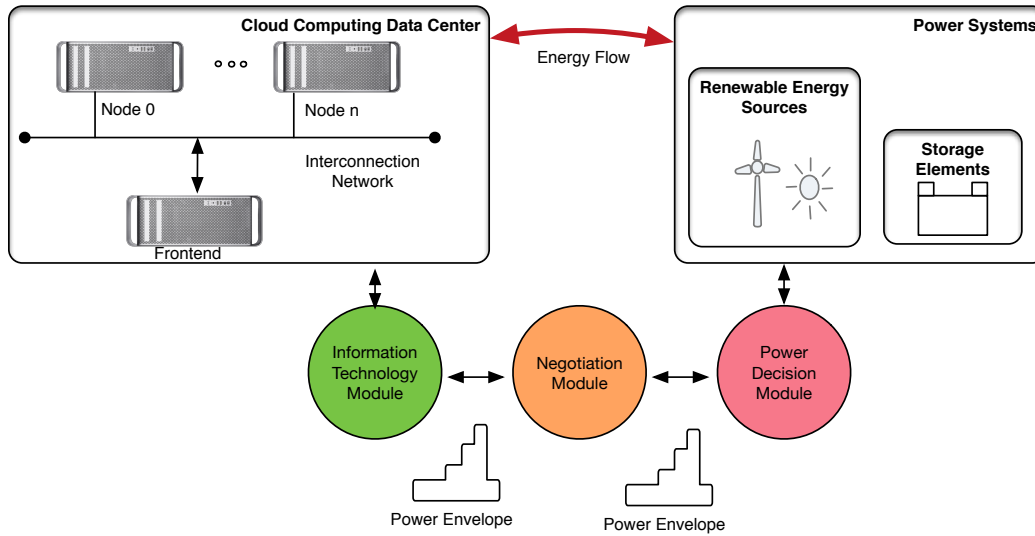 Cloud Computing Data Center
Node 0
Node n
Interconnection
Network
Frontend
Energy Flow
Power Systems
Renewable Energy
Sources
Storage
Elements
Information
Technology
Module
Negotiation
Module
Power
Decision
Module
Power Envelope
Power Envelope